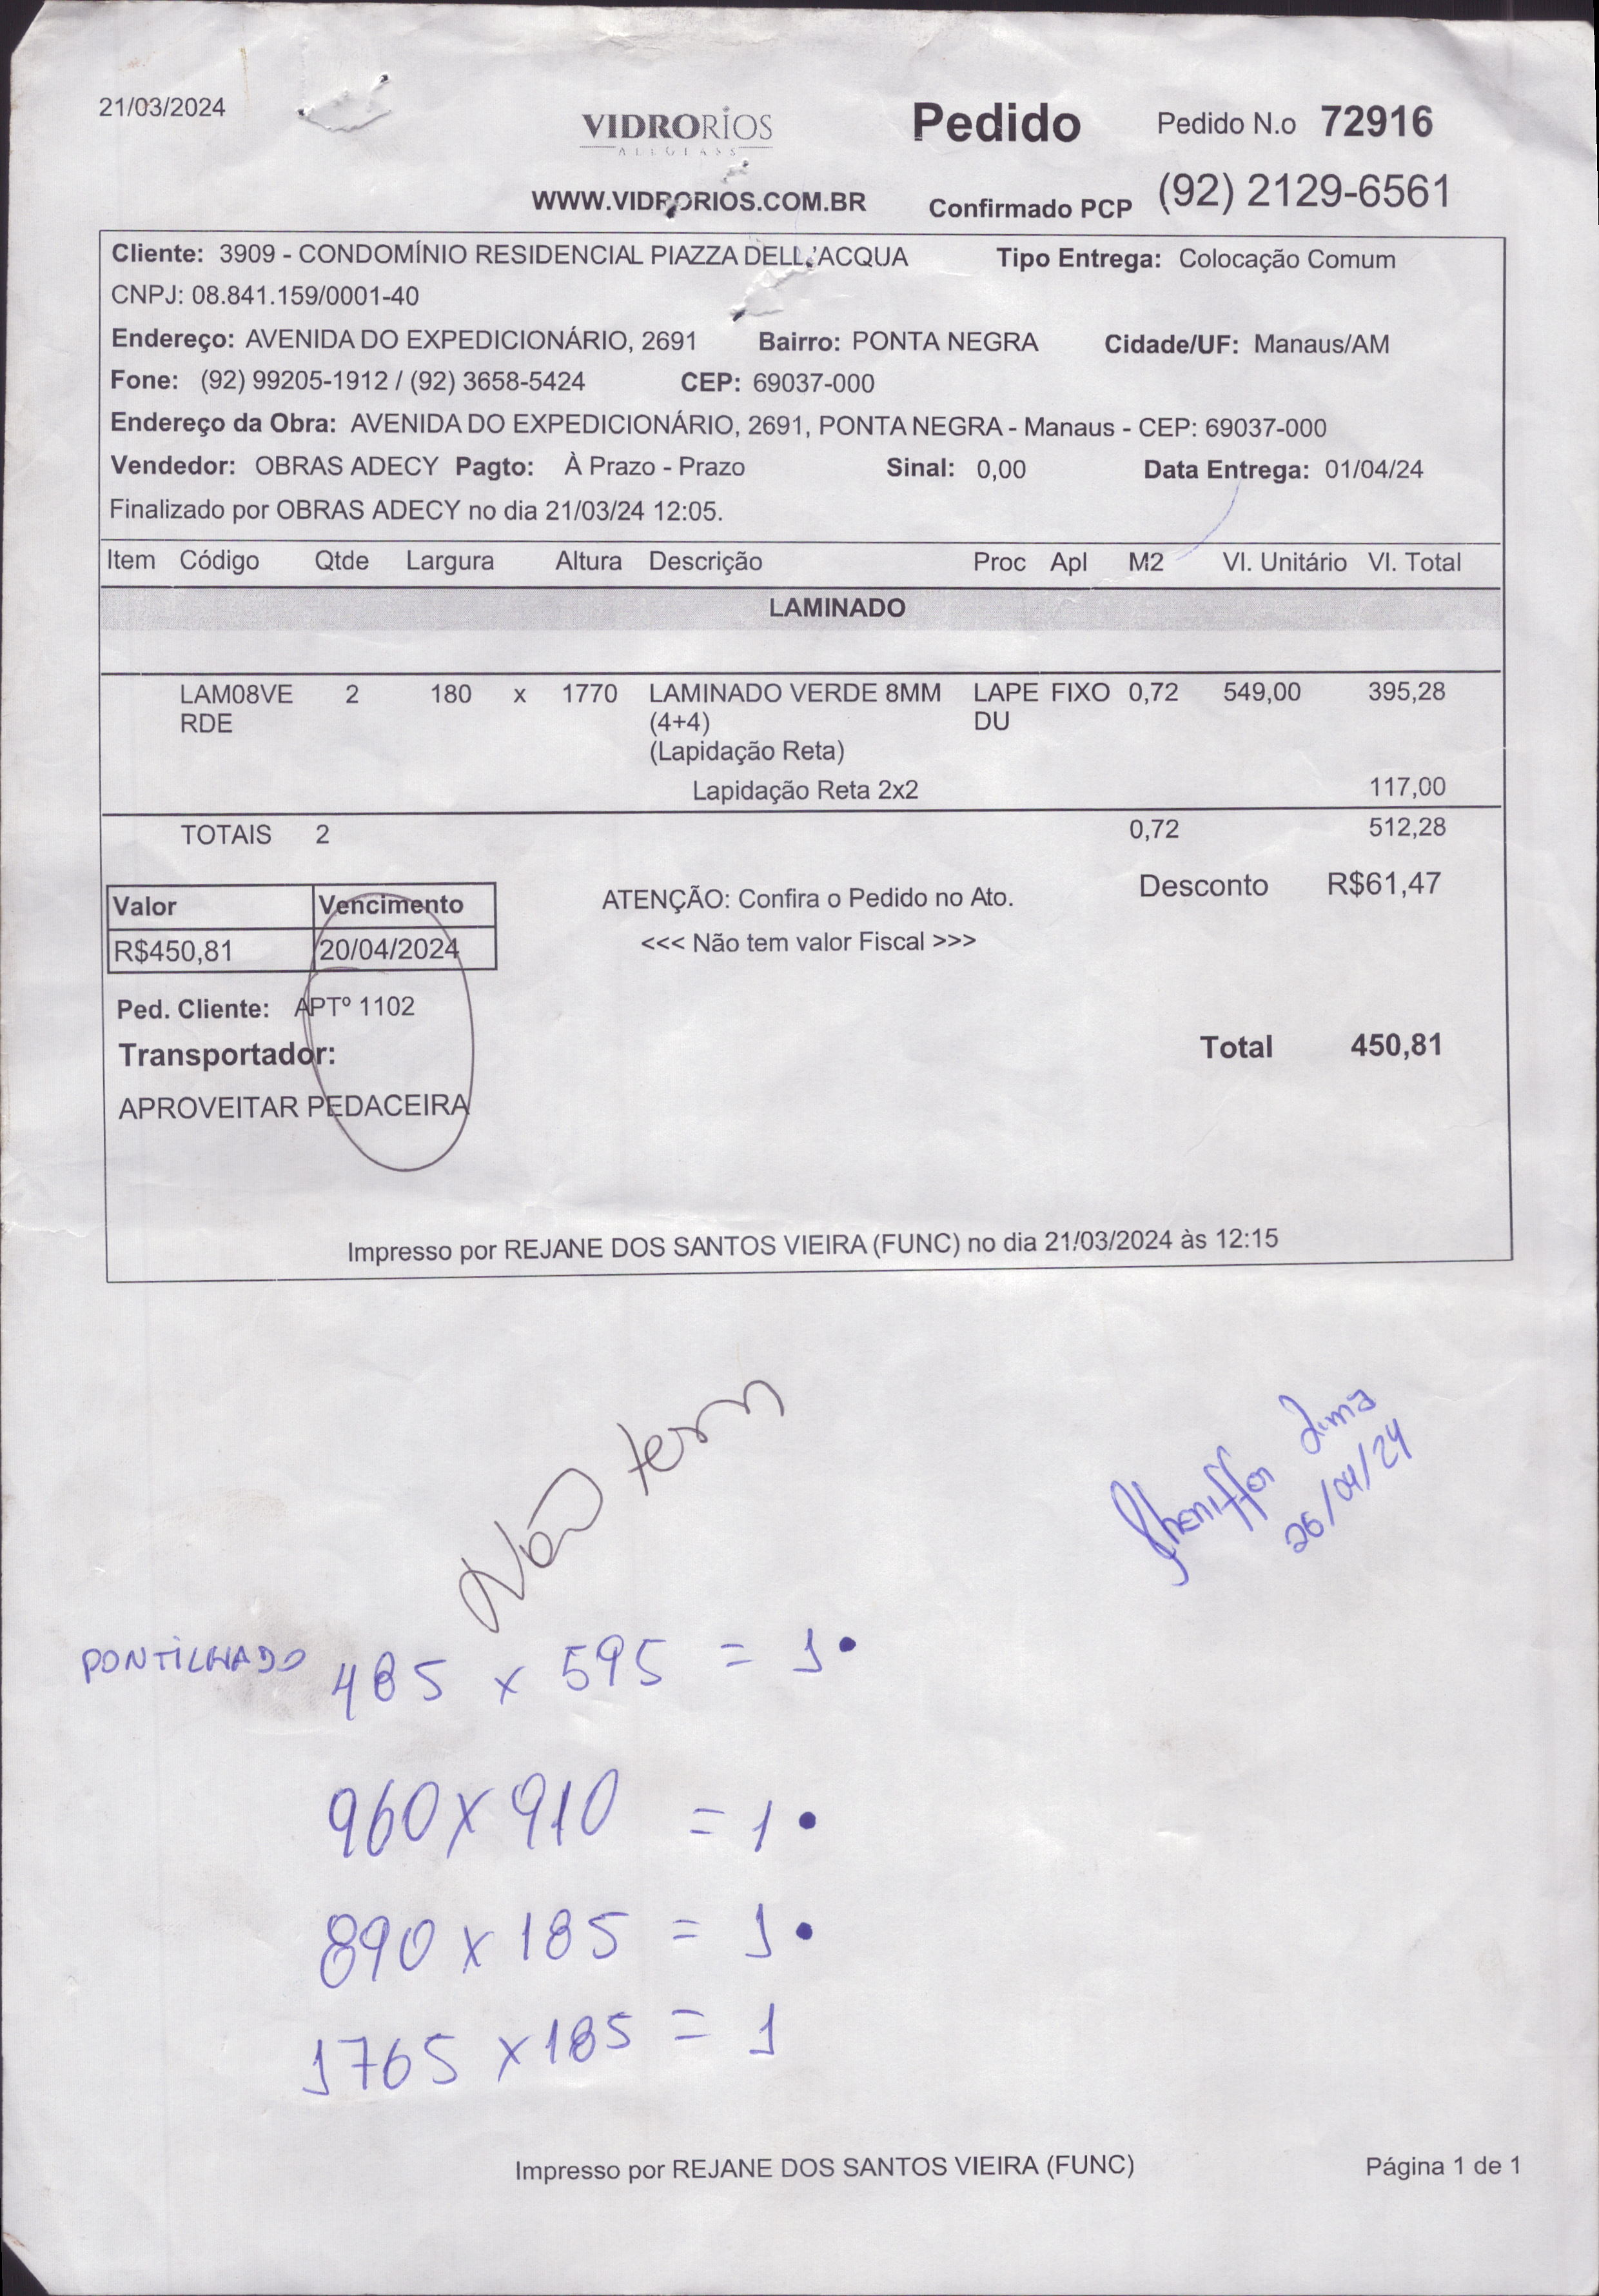 21/03/2024
VIDRORÍOS
ALLGLASS
Pedido Pedido N.o 72916
WWW.VIDRORIOS.COM.BR Confirmado PCP (92) 2129-6561
Cliente: 3909 - CONDOMÍNIO RESIDENCIAL PIAZZA DELL'ACQUA Tipo Entrega: Colocação Comum
CNPJ: 08.841.159/0001-40
Endereço: AVENIDA DO EXPEDICIONÁRIO, 2691 Bairro: PONTA NEGRA Cidade/UF: Manaus/AM
Fone: (92) 99205-1912 / (92) 3658-5424 CEP: 69037-000
Endereço da Obra: AVENIDA DO EXPEDICIONÁRIO, 2691, PONTA NEGRA - Manaus - CEP: 69037-000
Vendedor: OBRAS ADECY Pagto: À Prazo - Prazo Sinal: 0,00 Data Entrega: 01/04/24
Finalizado por OBRAS ADECY no dia 21/03/24 12:05.
Item Código Qtde Largura Altura Descrição Proc Apl M2 Vl. Unitário Vl. Total
LAMINADO
LAM08VE 2 180 x 1770 LAMINADO VERDE 8MM LAPE FIXO 0,72 549,00 395,28
RDE (4+4) DU
(Lapidação Reta)
Lapidação Reta 2x2 117,00
TOTAIS 2 0,72 512,28
Desconto R$61,47
Valor Vencimento ATENÇÃO: Confira o Pedido no Ato.
R$450,81 20/04/2024 <<< Não tem valor Fiscal >>>
Ped. Cliente: APTº 1102
Transportador: Total 450,81
APROVEITAR PEDACEIRA
Impresso por REJANE DOS SANTOS VIEIRA (FUNC) no dia 21/03/2024 às 12:15
Não tem
Jheniffer Lima
26/04/24
PONTILHADO 485 x 595 = 1
960 x 910 = 1
890 x 185 = 1
1765 x 185 = 1
Impresso por REJANE DOS SANTOS VIEIRA (FUNC) Página 1 de 1